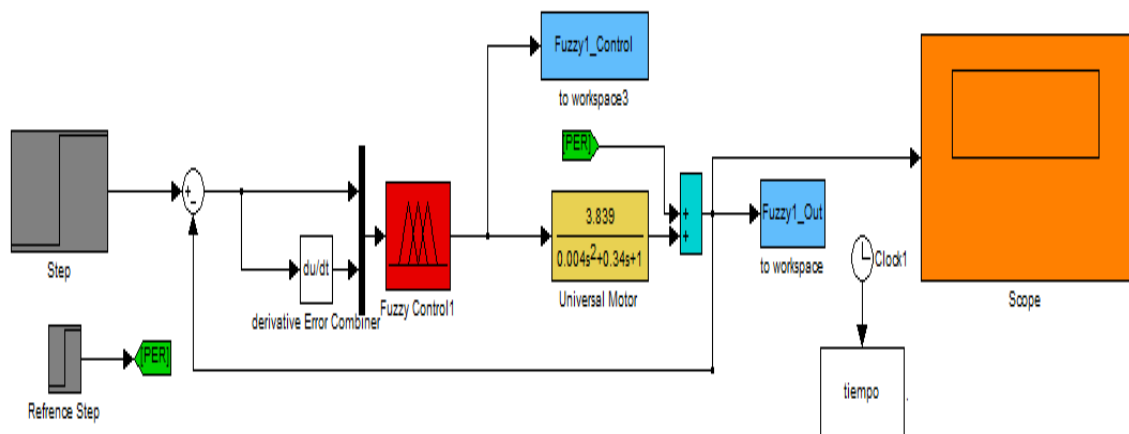 Fuzzy1_Control
to workspace3
[PER]
+
-
Step
du/dt
derivative Error Combiner
Fuzzy Control1
3.839
0.004s²+0.34s+1
Universal Motor
+
+
Fuzzy1_Out
to workspace
Clock1
Scope
[PER]
Refrence Step
tiempo